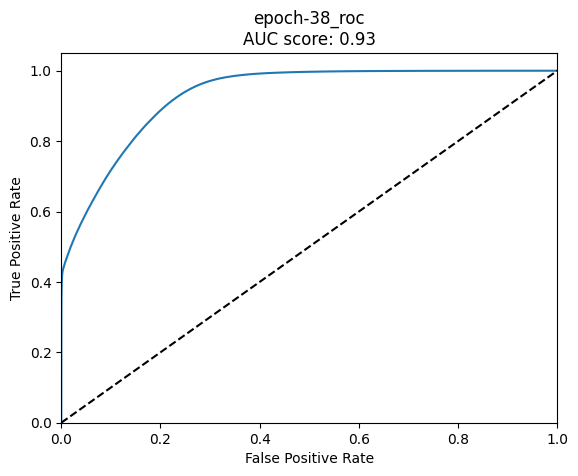 epoch-38_roc
AUC score: 0.93
1.0
0.8
0.6
0.4
0.2
0.0
True Positive Rate
0.0 0.2 0.4 0.6 0.8 1.0
False Positive Rate